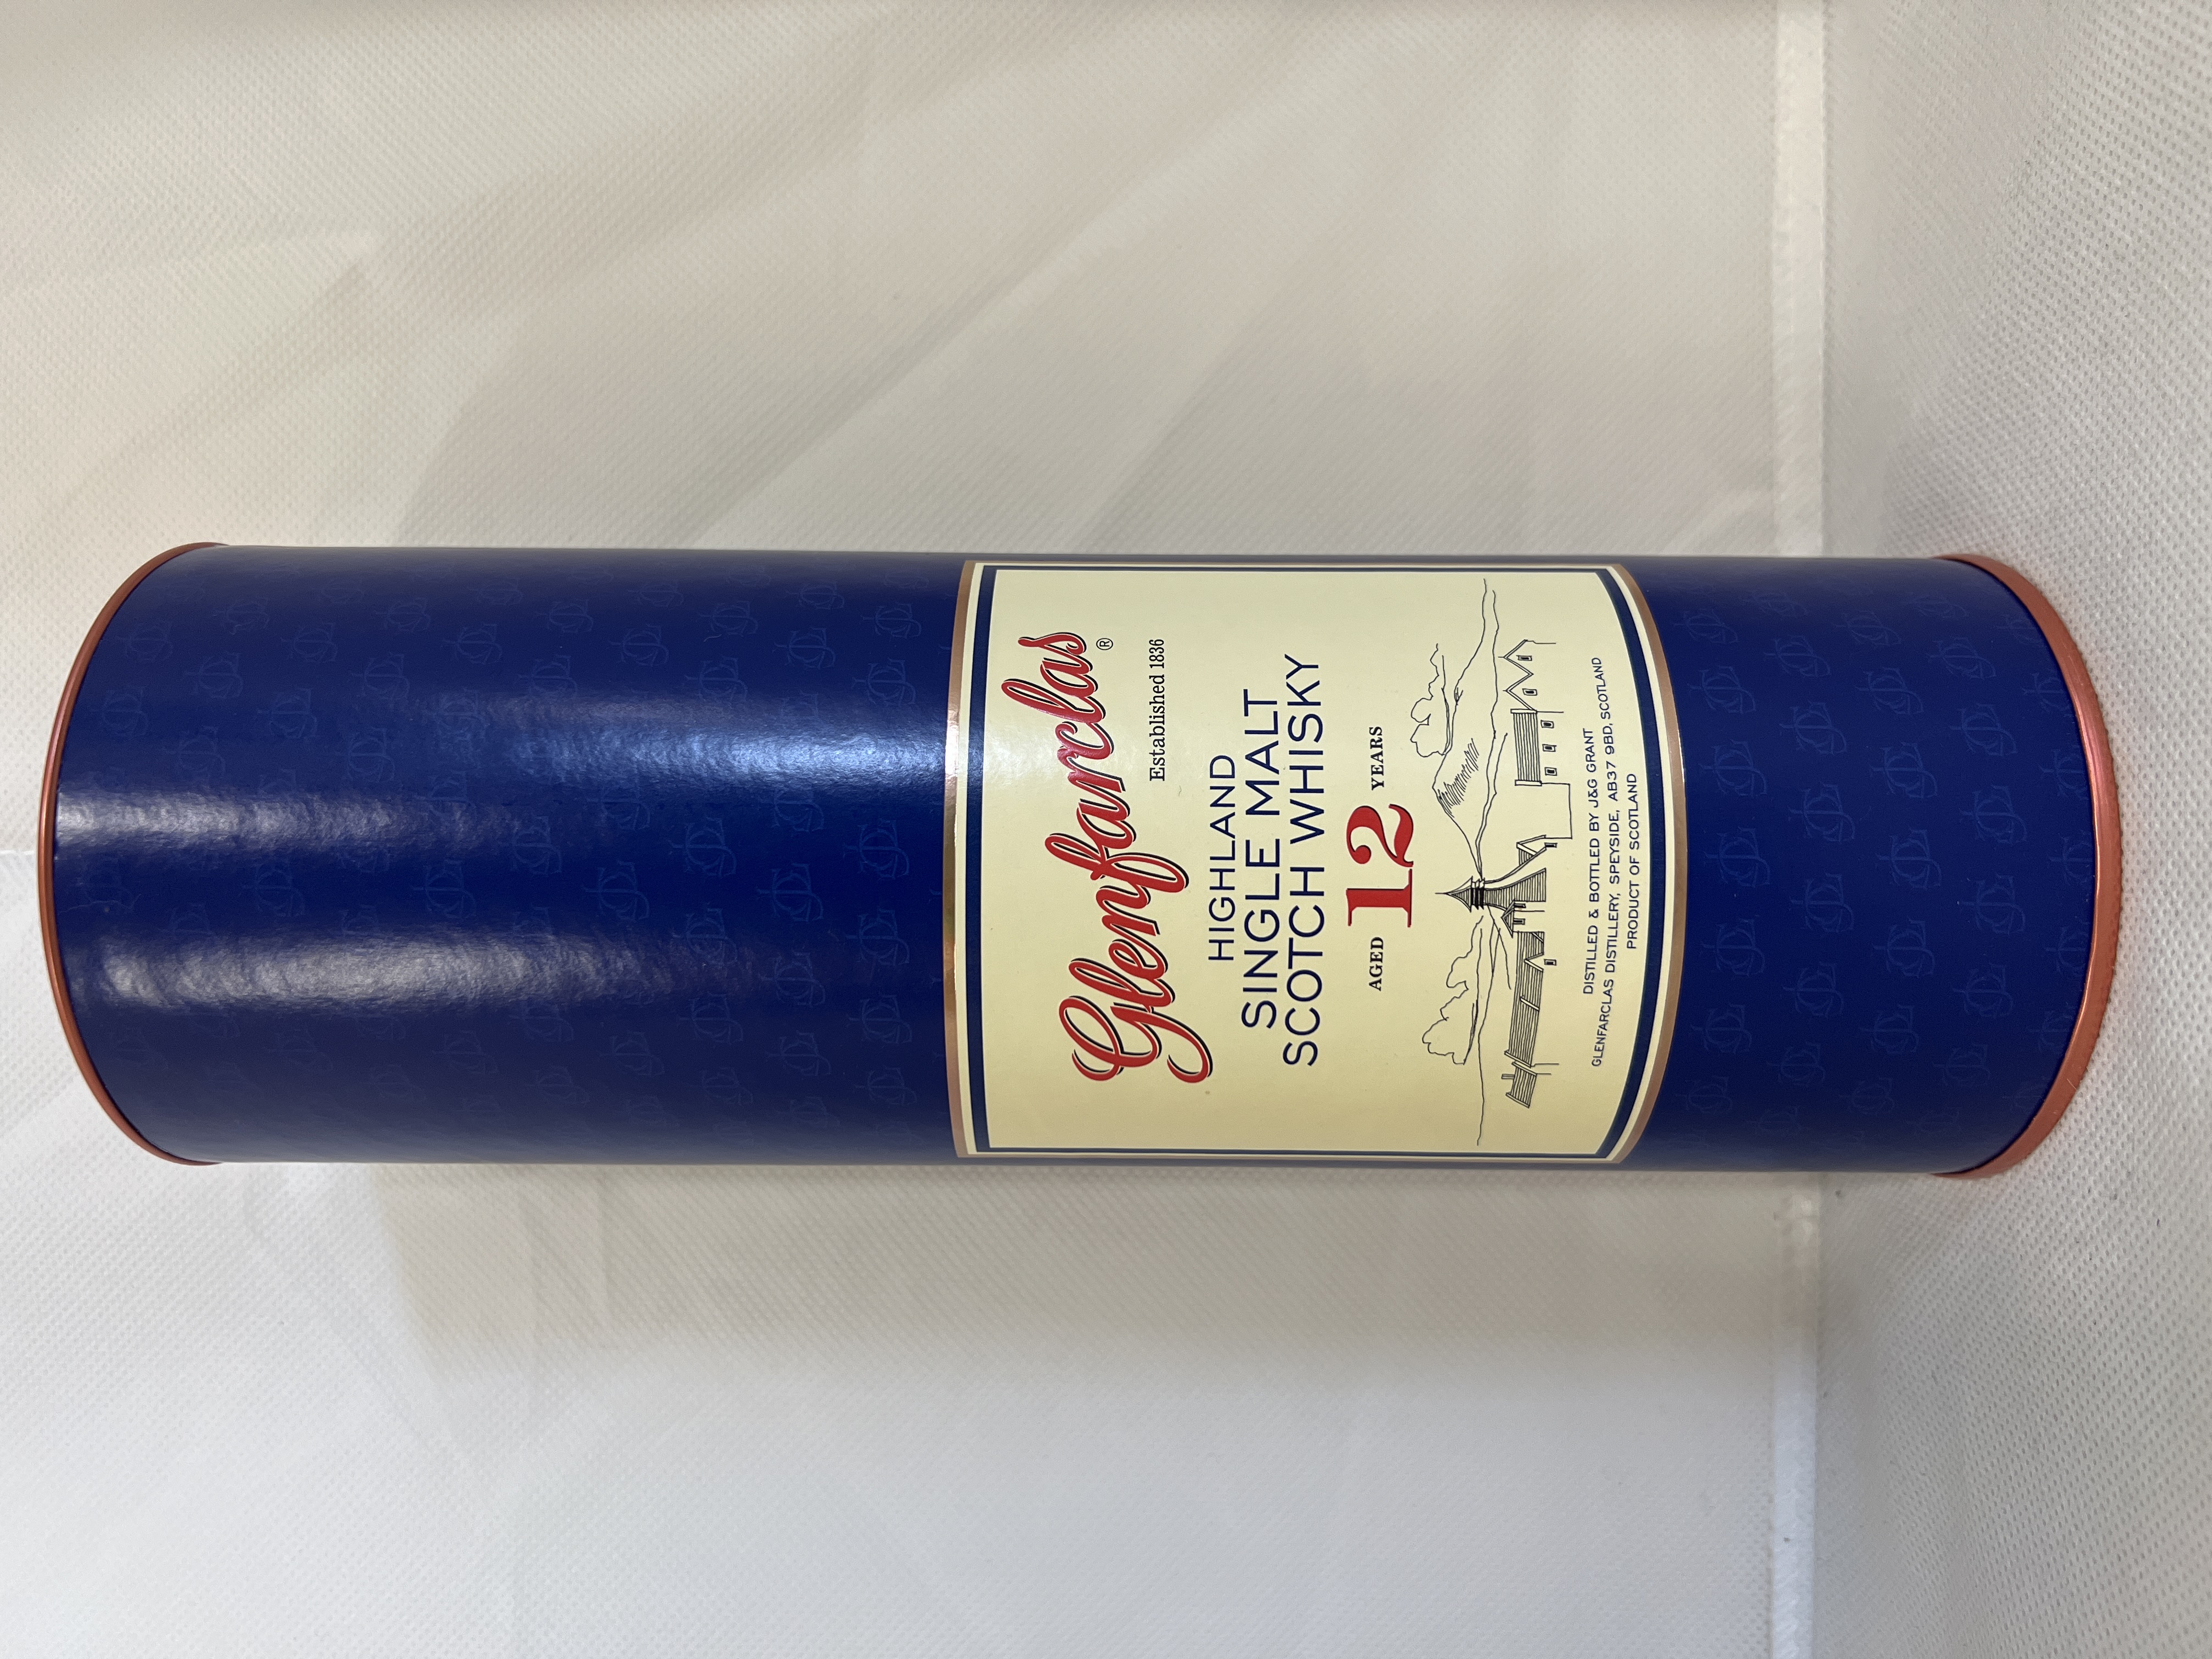 Glenfarclas®
Established 1836
HIGHLAND
SINGLE MALT
SCOTCH WHISKY
AGED 12 YEARS
DISTILLED & BOTTLED BY J&G GRANT
GLENFARCLAS DISTILLERY, SPEYSIDE, AB37 9BD, SCOTLAND
PRODUCT OF SCOTLAND